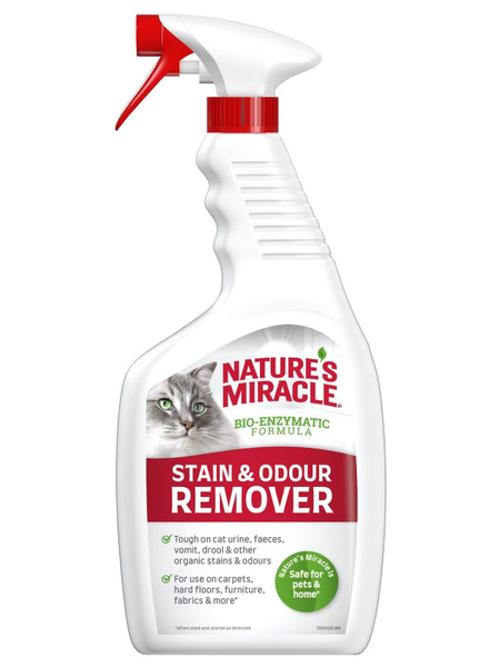 NATURE'S
MIRACLE®
BIO-ENZYMATIC
FORMULA
STAIN & ODOUR
REMOVER
Tough on cat urine, faeces,
vomit, drool & other
organic stains & odours
For use on carpets,
hard floors, furniture,
fabrics & more*
Nature's Miracle is
Safe for
pets &
home*
*When used and stored as directed